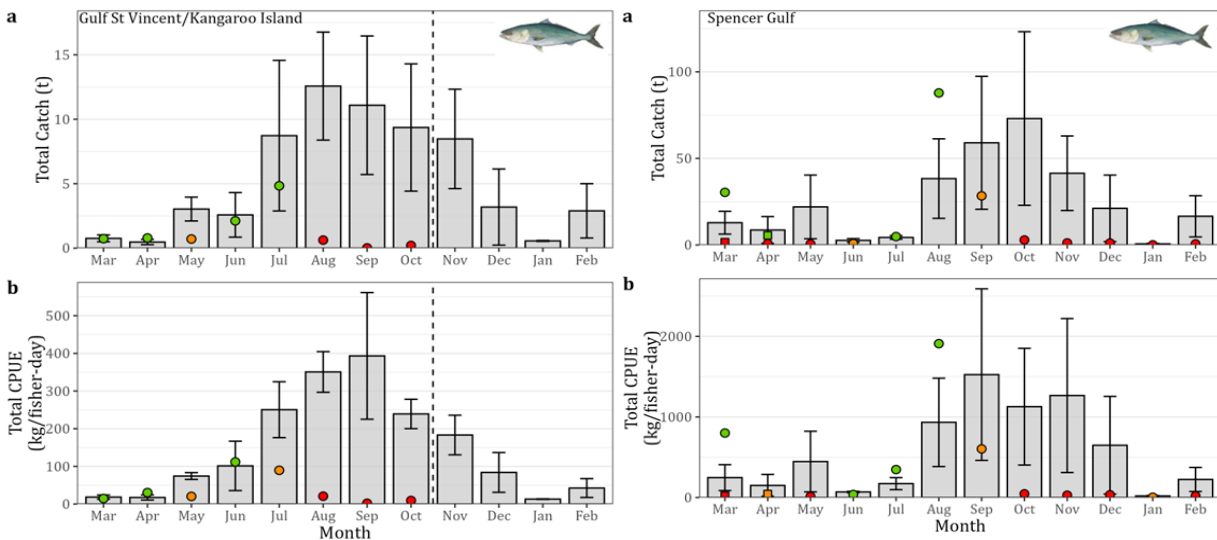 a
Gulf St Vincent/Kangaroo Island
Total Catch (t)
15
10
5
0
Mar Apr May Jun Jul Aug Sep Oct Nov Dec Jan Feb
b
Total CPUE
(kg/fisher-day)
500
400
300
200
100
0
Mar Apr May Jun Jul Aug Sep Oct Nov Dec Jan Feb
Month
a
Spencer Gulf
Total Catch (t)
100
50
0
Mar Apr May Jun Jul Aug Sep Oct Nov Dec Jan Feb
b
Total CPUE
(kg/fisher-day)
2000
1000
0
Mar Apr May Jun Jul Aug Sep Oct Nov Dec Jan Feb
Month